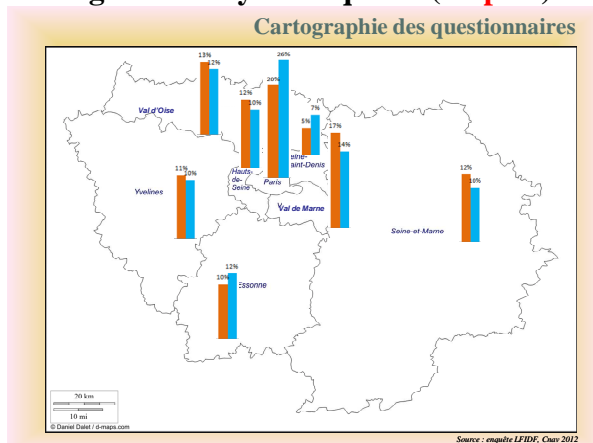 Cartographie des questionnaires
13%
12%
Val d'Oise
12%
10%
20%
26%
5%
7%
17%
14%
Hauts-
de-
Seine
Paris
eine-
aint-Denis
Val de Marne
11%
10%
Yvelines
12%
10%
Seine-et-Marne
10%
12%
Essonne
20 km
10 mi
© Daniel Dalet / d-maps.com
Source : enquête LFIDF, Cnav 2012